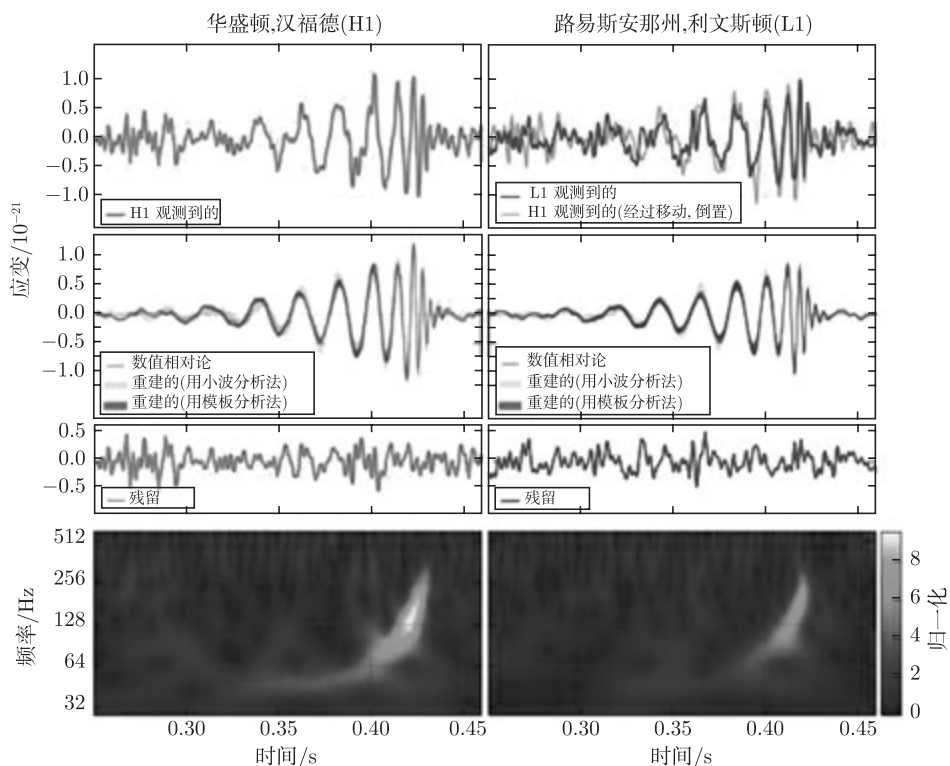 华盛顿,汉福德(H1)
路易斯安那州,利文斯顿(L1)
应变/10⁻²¹
1.0
0.5
0.0
−0.5
−1.0
H1 观测到的
L1 观测到的
H1 观测到的(经过移动, 倒置)
1.0
0.5
0.0
−0.5
−1.0
数值相对论
重建的(用小波分析法)
重建的(用模板分析法)
数值相对论
重建的(用小波分析法)
重建的(用模板分析法)
0.5
0.0
−0.5
残留
残留
频率/Hz
512
256
128
64
32
0.30
0.35
0.40
0.45
时间/s
0.30
0.35
0.40
0.45
时间/s
8
6
4
2
0
归一化